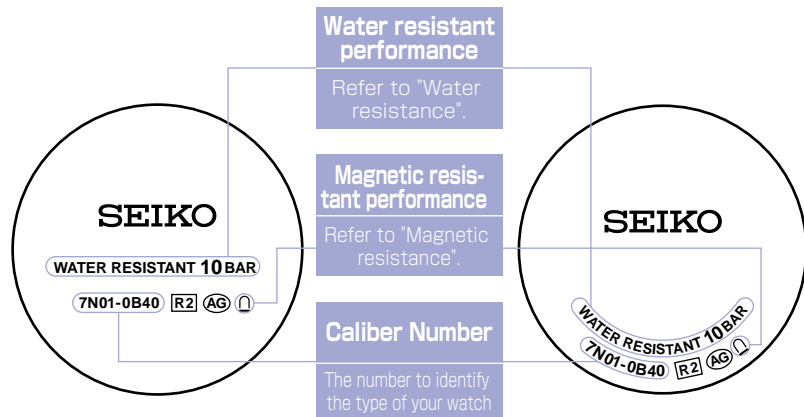 Water resistant
performance
Refer to "Water
resistance".
Magnetic resis-
tant performance
Refer to "Magnetic
resistance".
Caliber Number
The number to identify
the type of your watch
SEIKO
WATER RESISTANT 10 BAR
7N01-0B40 R2 AG
SEIKO
WATER RESISTANT 10 BAR
7N01-0B40 R2 AG